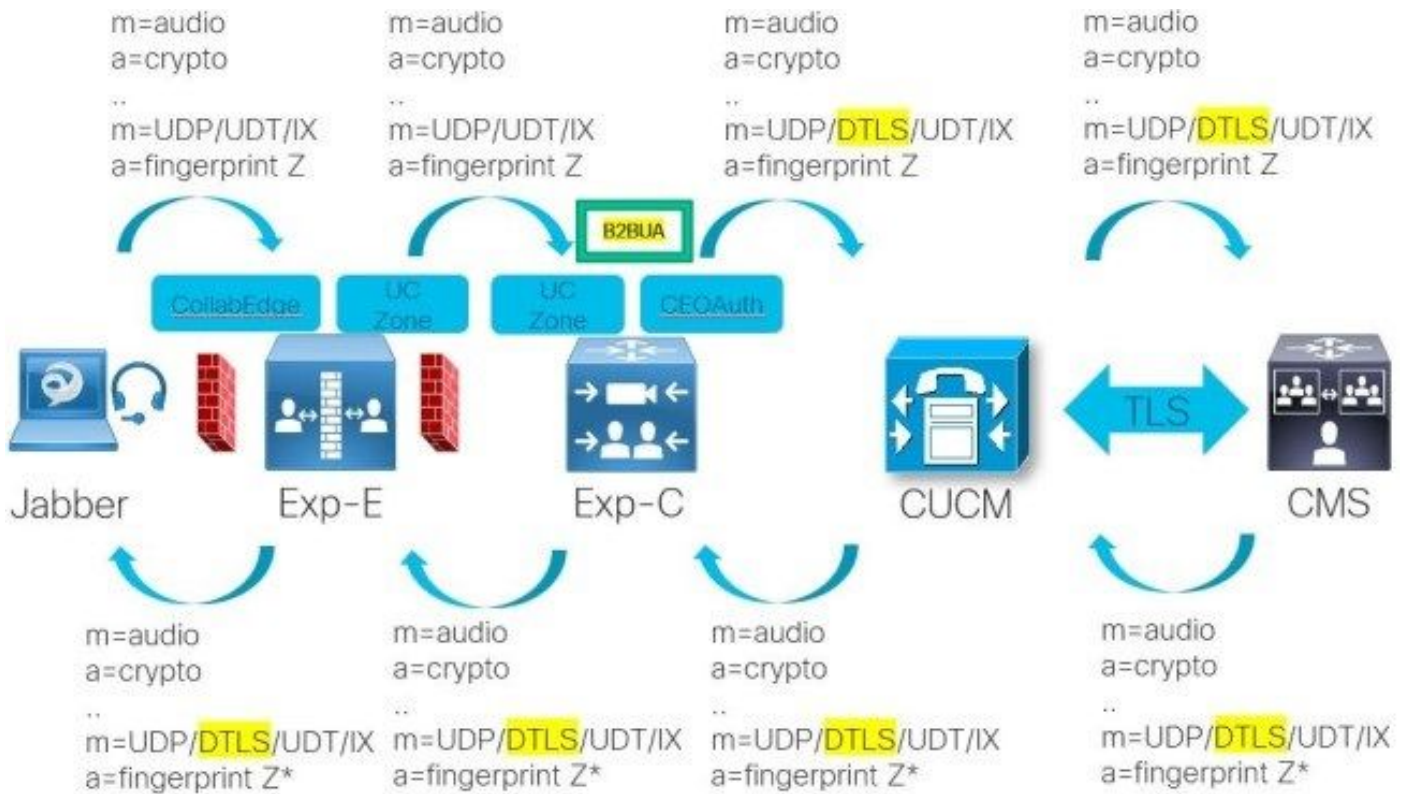 m=audio
a=crypto
..
m=UDP/UDT/IX
a=fingerprint Z
m=audio
a=crypto
..
m=UDP/UDT/IX
a=fingerprint Z
m=audio
a=crypto
..
m=UDP/DTLS/UDT/IX
a=fingerprint Z
m=audio
a=crypto
..
m=UDP/DTLS/UDT/IX
a=fingerprint Z
B2BUA
CollabEdge
UC
Zone
UC
Zone
CEOAuth
TLS
Jabber
Exp-E
Exp-C
CUCM
CMS
m=audio
a=crypto
..
m=UDP/DTLS/UDT/IX
a=fingerprint Z*
m=audio
a=crypto
..
m=UDP/DTLS/UDT/IX
a=fingerprint Z*
m=audio
a=crypto
..
m=UDP/DTLS/UDT/IX
a=fingerprint Z*
m=audio
a=crypto
..
m=UDP/DTLS/UDT/IX
a=fingerprint Z*